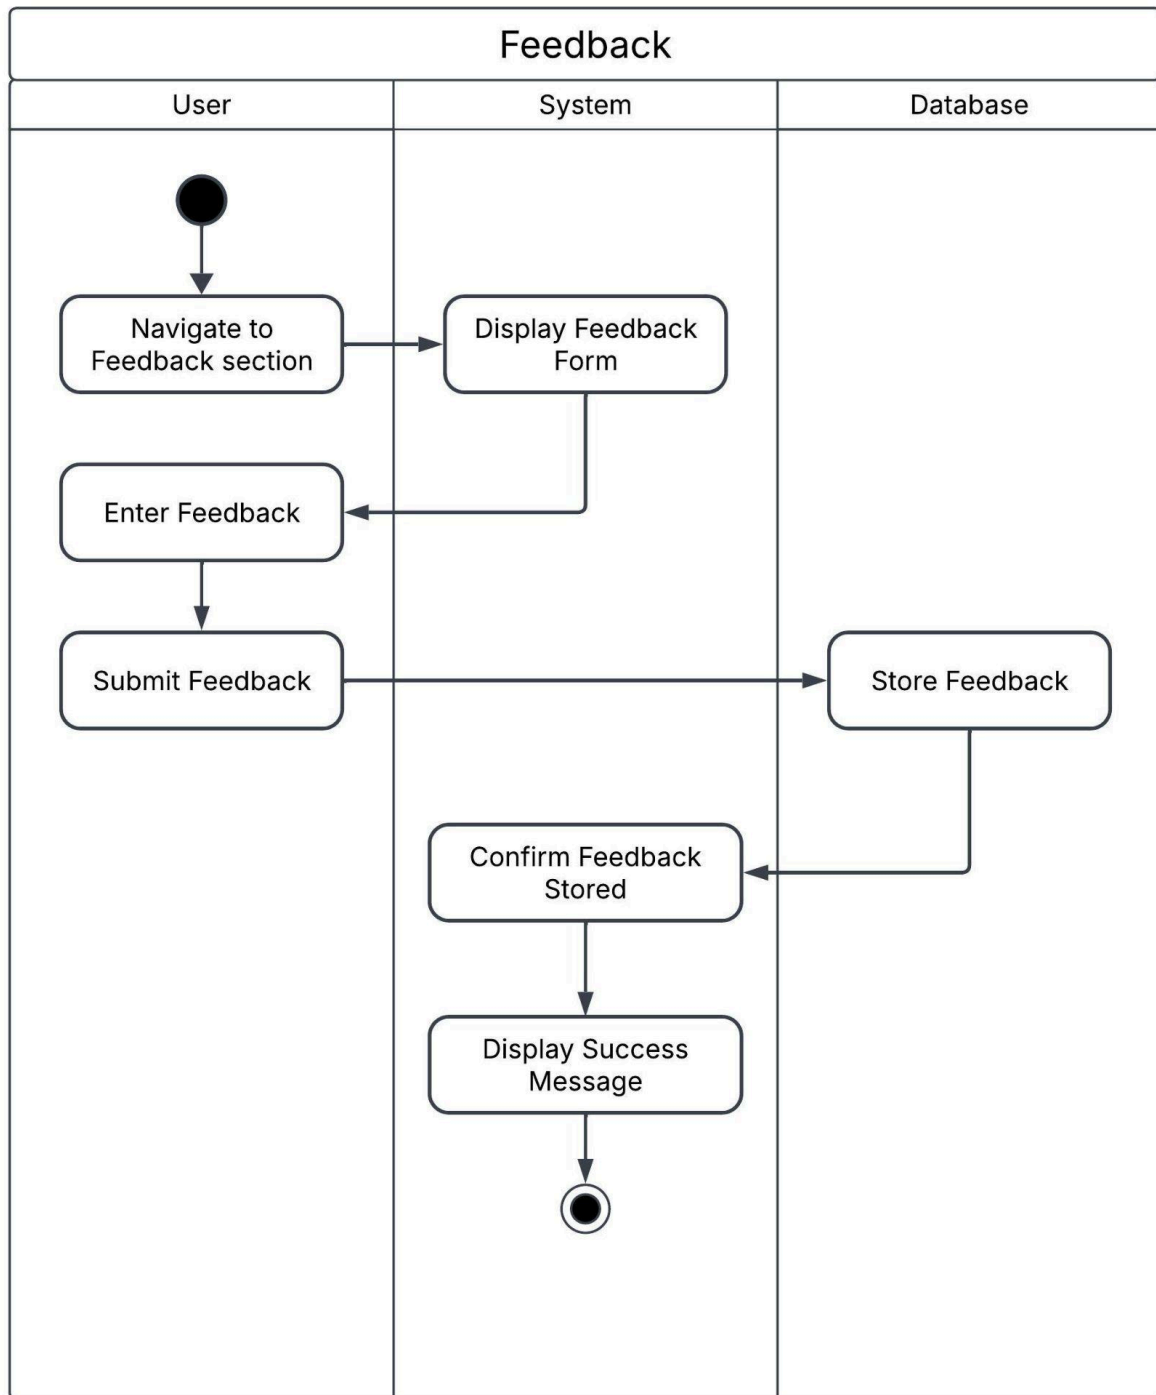 Feedback
User
System
Database
Navigate to
Feedback section
Display Feedback
Form
Enter Feedback
Submit Feedback
Store Feedback
Confirm Feedback
Stored
Display Success
Message